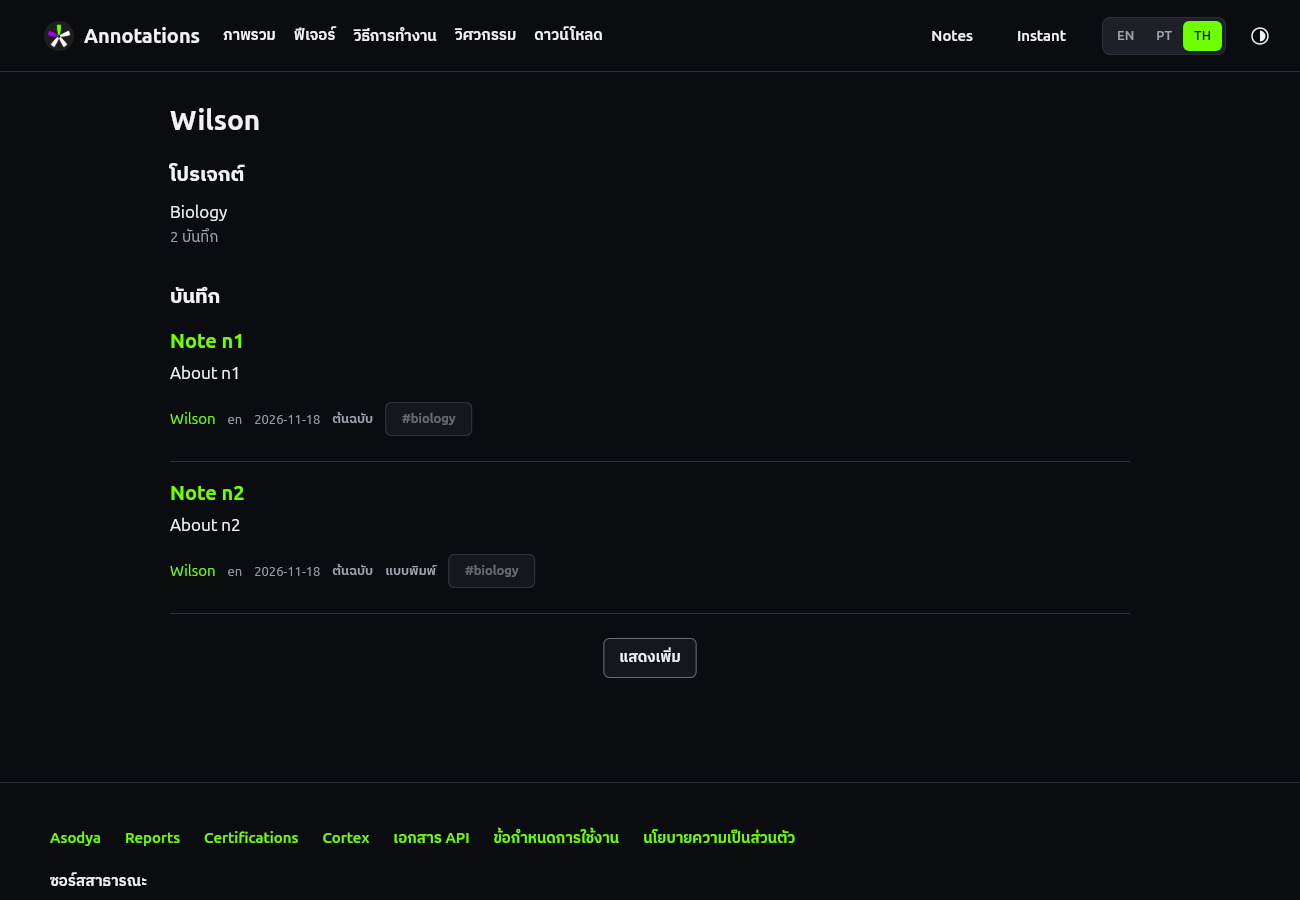 Annotations ภาพรวม ฟีเจอร์ วิธีการทำงาน วิศวกรรม ดาวน์โหลด Notes Instant EN PT TH
Wilson
โปรเจกต์
Biology
2 บันทึก
บันทึก
Note n1
About n1
Wilson en 2026-11-18 ต้นฉบับ #biology
Note n2
About n2
Wilson en 2026-11-18 ต้นฉบับ แบบพิมพ์ #biology
แสดงเพิ่ม
Asodya Reports Certifications Cortex เอกสาร API ข้อกำหนดการใช้งาน นโยบายความเป็นส่วนตัว
ซอร์สสาธารณะ